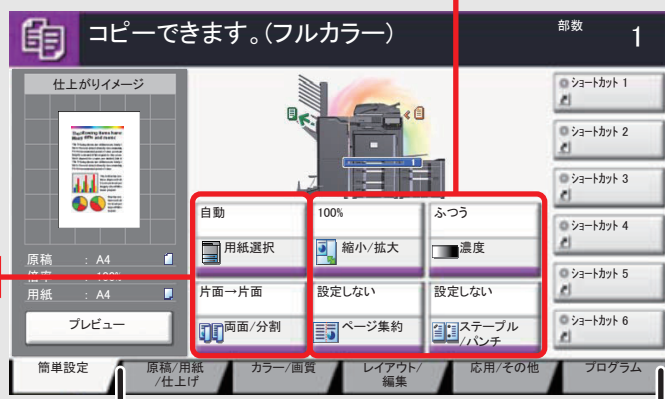 コピーできます。(フルカラー)
部数 1
仕上がりイメージ
原稿 : A4
倍率 : 100%
用紙 : A4
プレビュー
1
自動
用紙選択
100%
縮小/拡大
ふつう
濃度
片面→片面
両面/分割
設定しない
ページ集約
設定しない
ステープル
/パンチ
ショートカット 1
ショートカット 2
ショートカット 3
ショートカット 4
ショートカット 5
ショートカット 6
簡単設定
原稿/用紙
/仕上げ
カラー/画質
レイアウト/
編集
応用/その他
プログラム